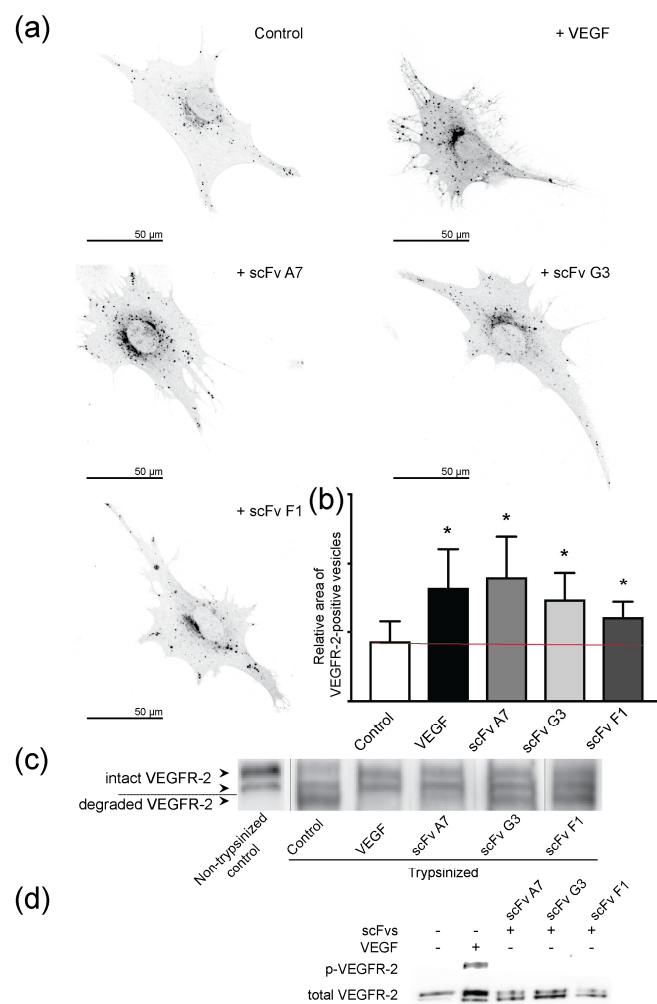 (a)
Control
+ VEGF
50 µm
50 µm
+ scFv A7
+ scFv G3
50 µm
50 µm
+ scFv F1
50 µm
(b)
Relative area of
VEGFR-2-positive vesicles
*
*
*
*
Control
VEGF
scFv A7
scFv G3
scFv F1
(c)
intact VEGFR-2
degraded VEGFR-2
Non-trypsinized
control
Control
VEGF
scFv A7
scFv G3
scFv F1
Trypsinized
(d)
scFv A7
scFv G3
scFv F1
scFvs - - + + +
VEGF - + - - -
p-VEGFR-2
total VEGFR-2